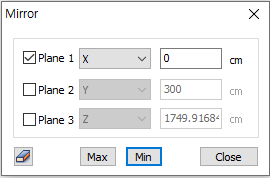 Mirror
Plane 1 X 0 cm
Plane 2 Y 300 cm
Plane 3 Z 1749.91684 cm
Max Min Close